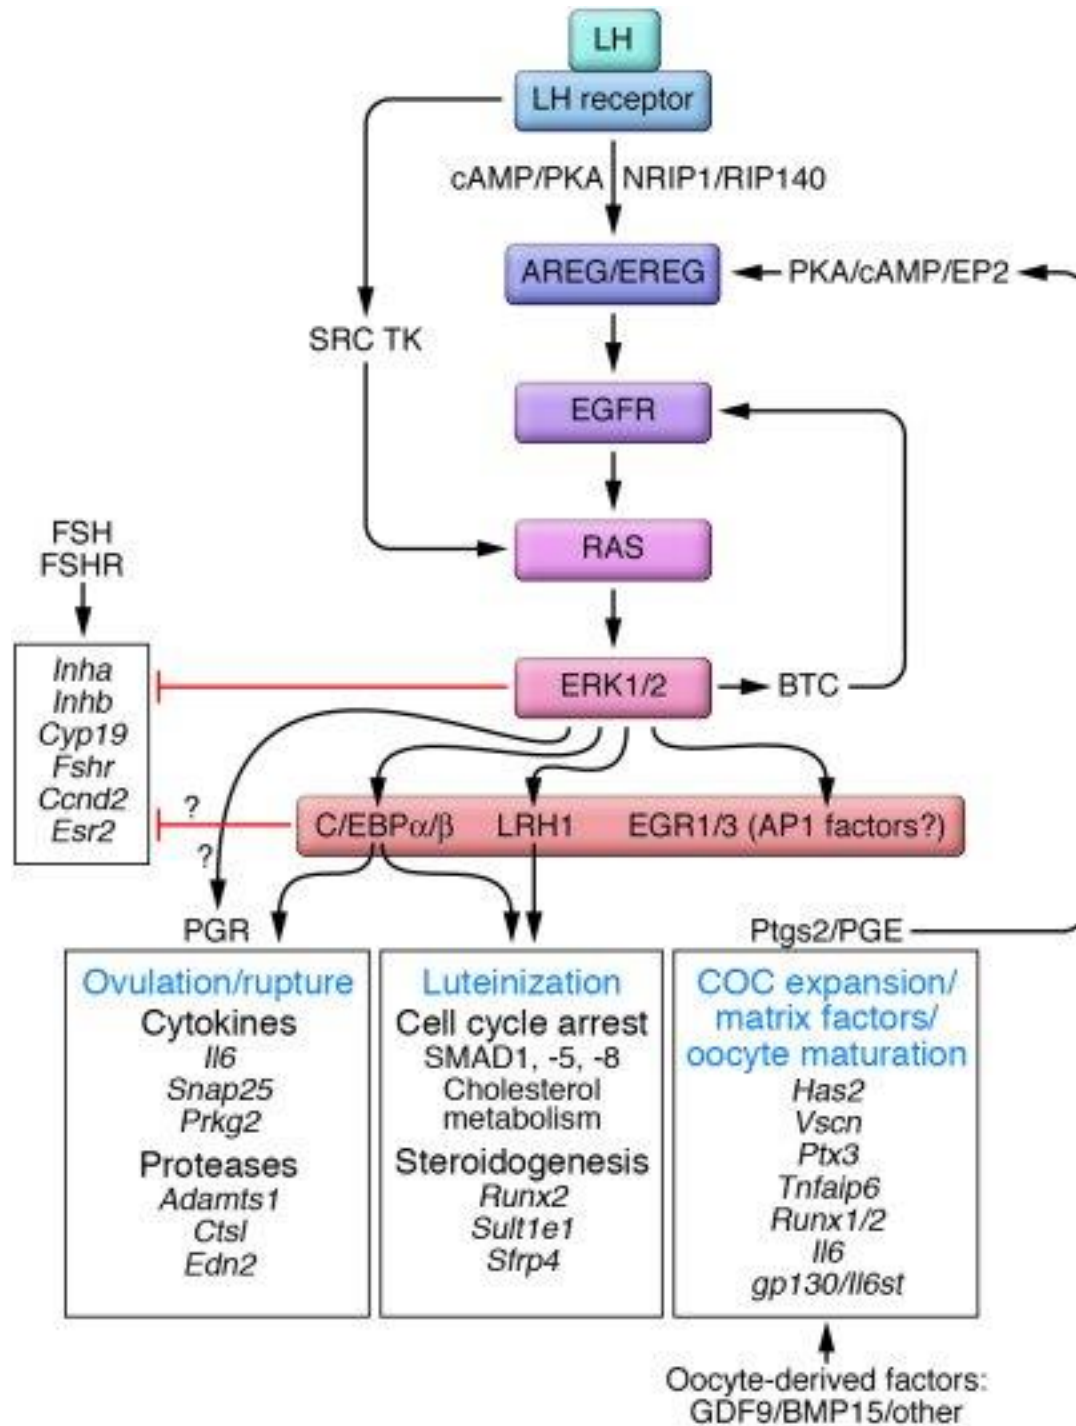 LH
LH receptor
cAMP/PKA NRIP1/RIP140
AREG/EREG
PKA/cAMP/EP2
SRC TK
EGFR
FSH
FSHR
RAS
Inha
Inhb
Cyp19
Fshr
Ccnd2
Esr2
ERK1/2
BTC
?
C/EBPα/β LRH1 EGR1/3 (AP1 factors?)
?
PGR
Ptgs2/PGE
Ovulation/rupture
Cytokines
Il6
Snap25
Prkg2
Proteases
Adamts1
Ctsl
Edn2
Luteinization
Cell cycle arrest
SMAD1, -5, -8
Cholesterol
metabolism
Steroidogenesis
Runx2
Sult1e1
Sfrp4
COC expansion/
matrix factors/
oocyte maturation
Has2
Vscn
Ptx3
Tnfaip6
Runx1/2
Il6
gp130/Il6st
Oocyte-derived factors:
GDF9/BMP15/other